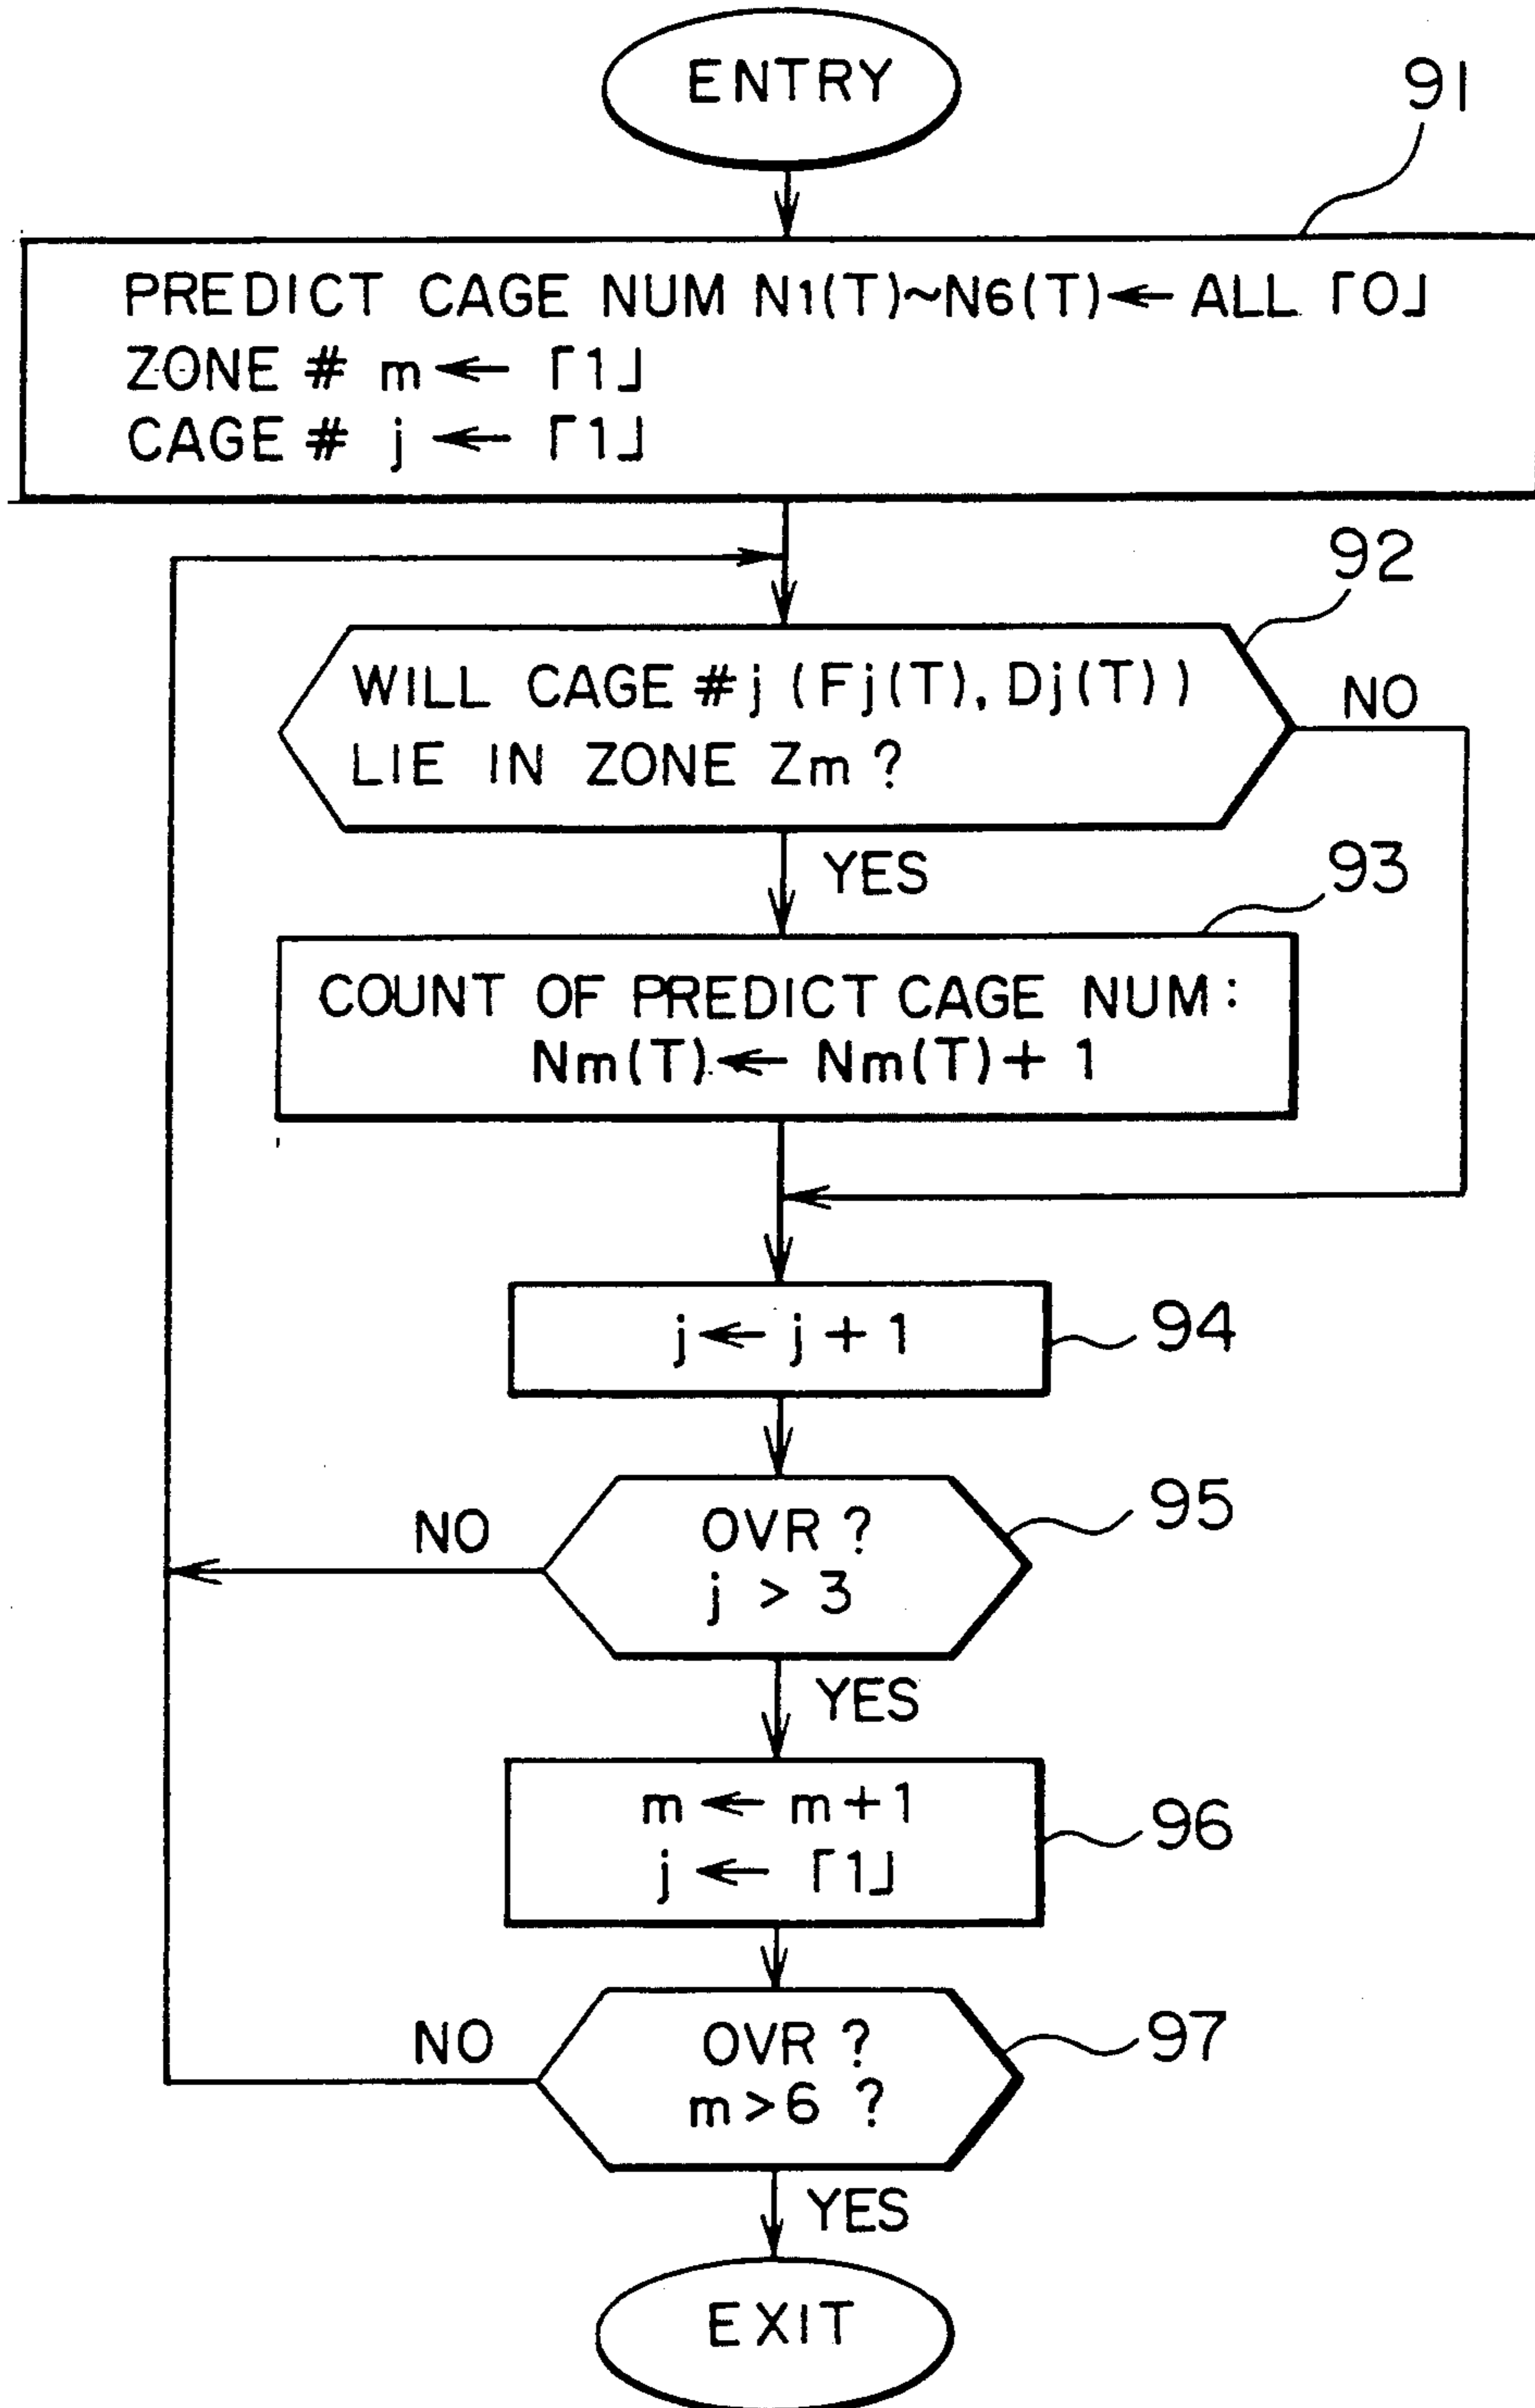 ENTRY
91
PREDICT CAGE NUM N1(T)~N6(T)← ALL「0」
ZONE # m ← 「1」
CAGE # j ← 「1」
92
WILL CAGE #j (Fj(T), Dj(T))
LIE IN ZONE Zm ?
NO
YES
93
COUNT OF PREDICT CAGE NUM:
Nm(T) ← Nm(T) + 1
j ← j + 1
94
NO
OVR ?
j > 3
95
YES
m ← m+1
j ← 「1」
96
NO
OVR ?
m > 6 ?
97
YES
EXIT